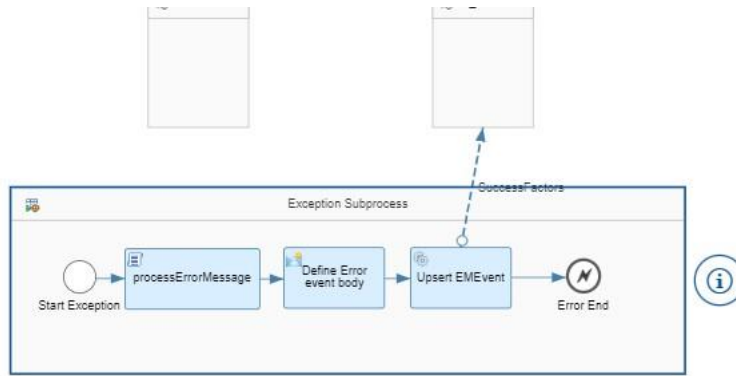 SuccessFactors
Exception Subprocess
processErrorMessage
Define Error
event body
Upsert EMEvent
Start Exception
Error End